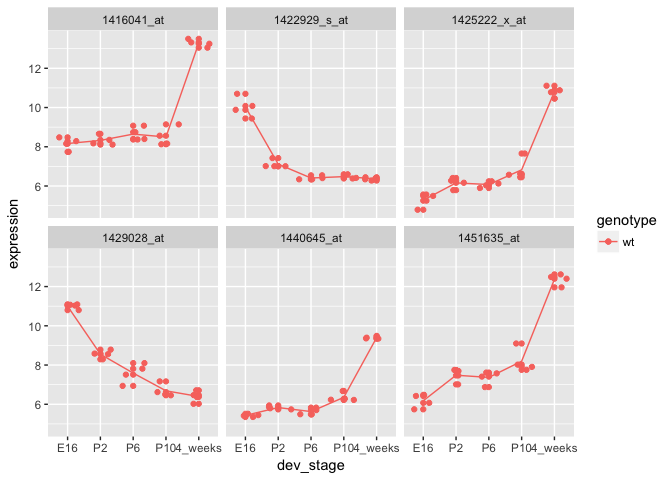 1416041_at 1422929_s_at 1425222_x_at
12
10
8
6
expression
genotype
wt
1429028_at 1440645_at 1451635_at
12
10
8
6
E16 P2 P6 P10 4_weeks E16 P2 P6 P10 4_weeks E16 P2 P6 P10 4_weeks
dev_stage